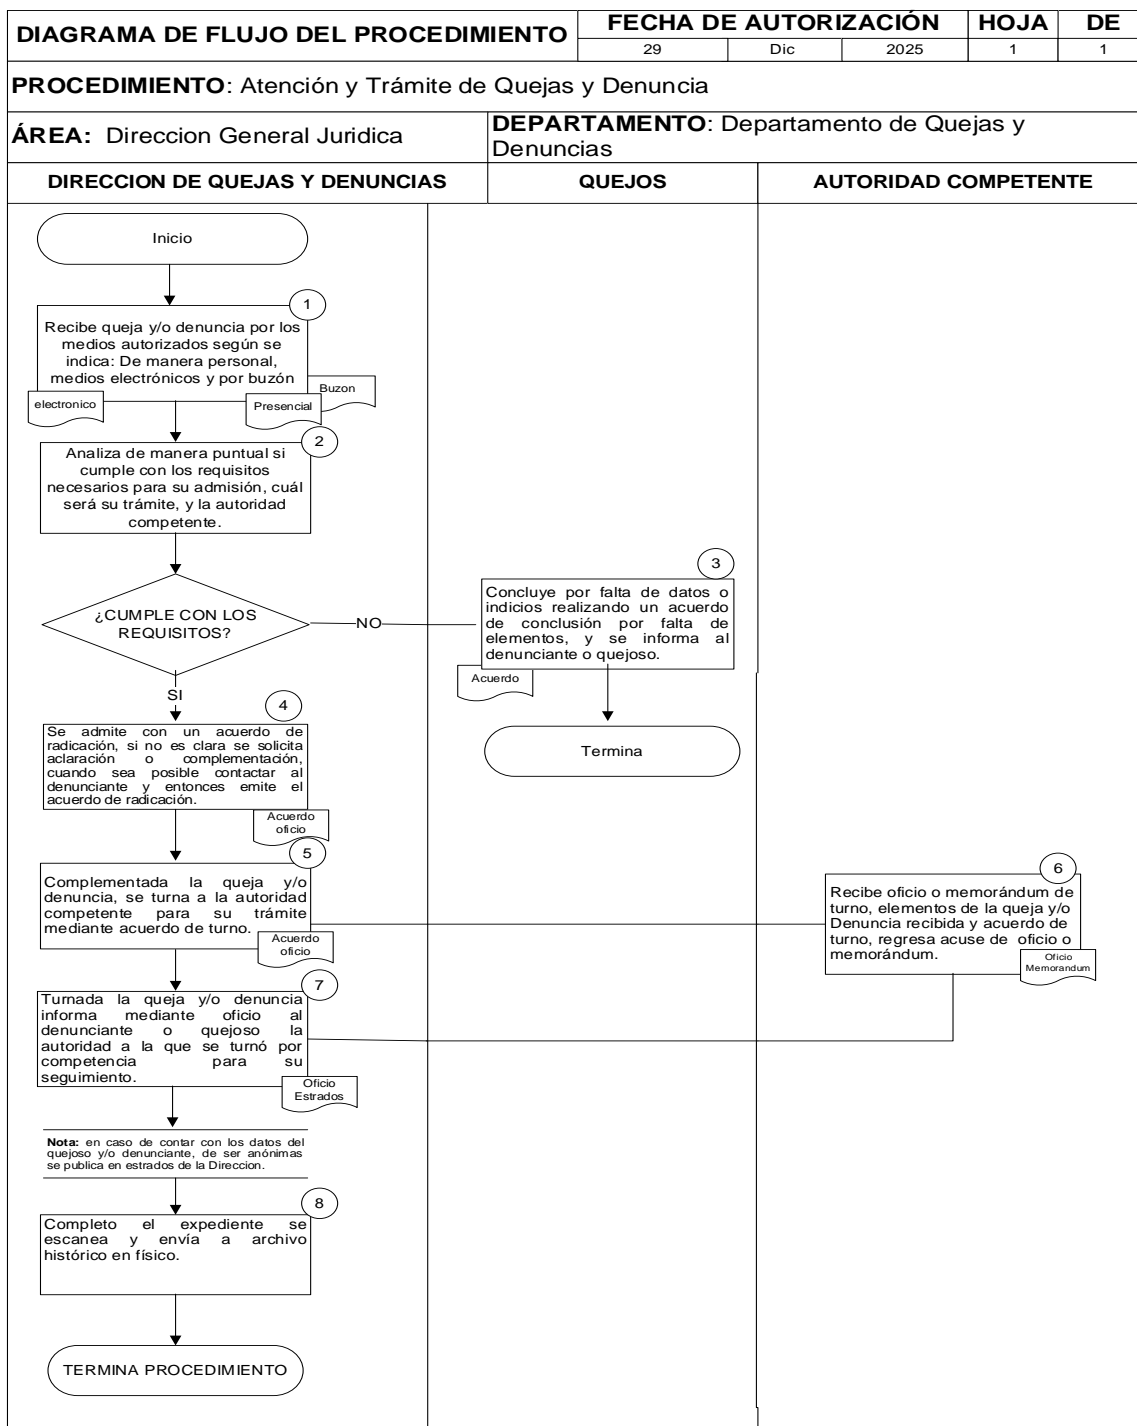 DIAGRAMA DE FLUJO DEL PROCEDIMIENTO
FECHA DE AUTORIZACIÓN
HOJA
DE
29
Dic
2025
1
1
PROCEDIMIENTO: Atención y Trámite de Quejas y Denuncia
ÁREA: Direccion General Juridica
DEPARTAMENTO: Departamento de Quejas y
Denuncias
DIRECCION DE QUEJAS Y DENUNCIAS
QUEJOS
AUTORIDAD COMPETENTE
Inicio
1
Recibe queja y/o denuncia por los
medios autorizados según se
indica: De manera personal,
medios electrónicos y por buzón
electronico
Presencial
Buzon
2
Analiza de manera puntual si
cumple con los requisitos
necesarios para su admisión, cuál
será su trámite, y la autoridad
competente.
¿CUMPLE CON LOS
REQUISITOS?
NO
3
Concluye por falta de datos o
indicios realizando un acuerdo
de conclusión por falta de
elementos, y se informa al
denunciante o quejoso.
Acuerdo
Termina
SI
4
Se admite con un acuerdo de
radicación, si no es clara se solicita
aclaración o complementación,
cuando sea posible contactar al
denunciante y entonces emite el
acuerdo de radicación.
Acuerdo
oficio
5
Complementada la queja y/o
denuncia, se turna a la autoridad
competente para su trámite
mediante acuerdo de turno.
Acuerdo
oficio
6
Recibe oficio o memorándum de
turno, elementos de la queja y/o
Denuncia recibida y acuerdo de
turno, regresa acuse de oficio o
memorándum.
Oficio
Memorandum
7
Turnada la queja y/o denuncia
informa mediante oficio al
denunciante o quejoso la
autoridad a la que se turnó por
competencia para su
seguimiento.
Oficio
Estrados
Nota: en caso de contar con los datos del
quejoso y/o denunciante, de ser anónimas
se publica en estrados de la Direccion.
8
Completo el expediente se
escanea y envía a archivo
histórico en físico.
TERMINA PROCEDIMIENTO